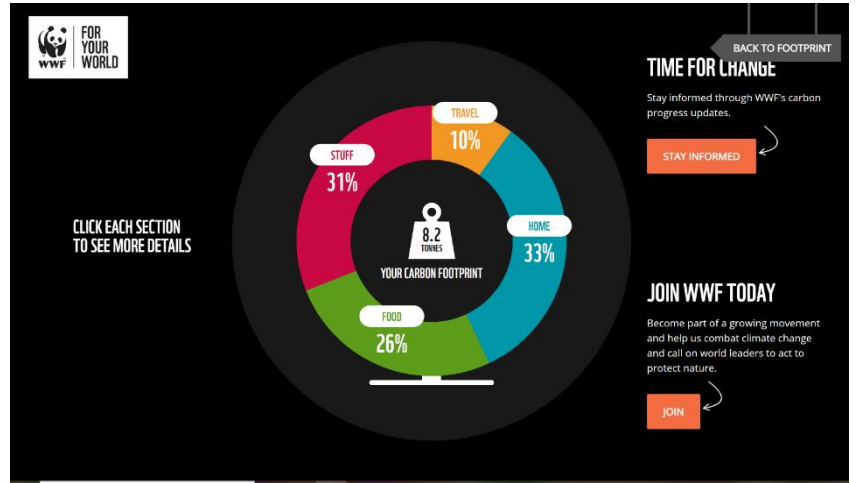 WWF
FOR
YOUR
WORLD
BACK TO FOOTPRINT
CLICK EACH SECTION
TO SEE MORE DETAILS
TRAVEL
10%
STUFF
31%
HOME
33%
FOOD
26%
8.2
TONNES
YOUR CARBON FOOTPRINT
TIME FOR CHANGE
Stay informed through WWF's carbon
progress updates.
STAY INFORMED
JOIN WWF TODAY
Become part of a growing movement
and help us combat climate change
and call on world leaders to act to
protect nature.
JOIN